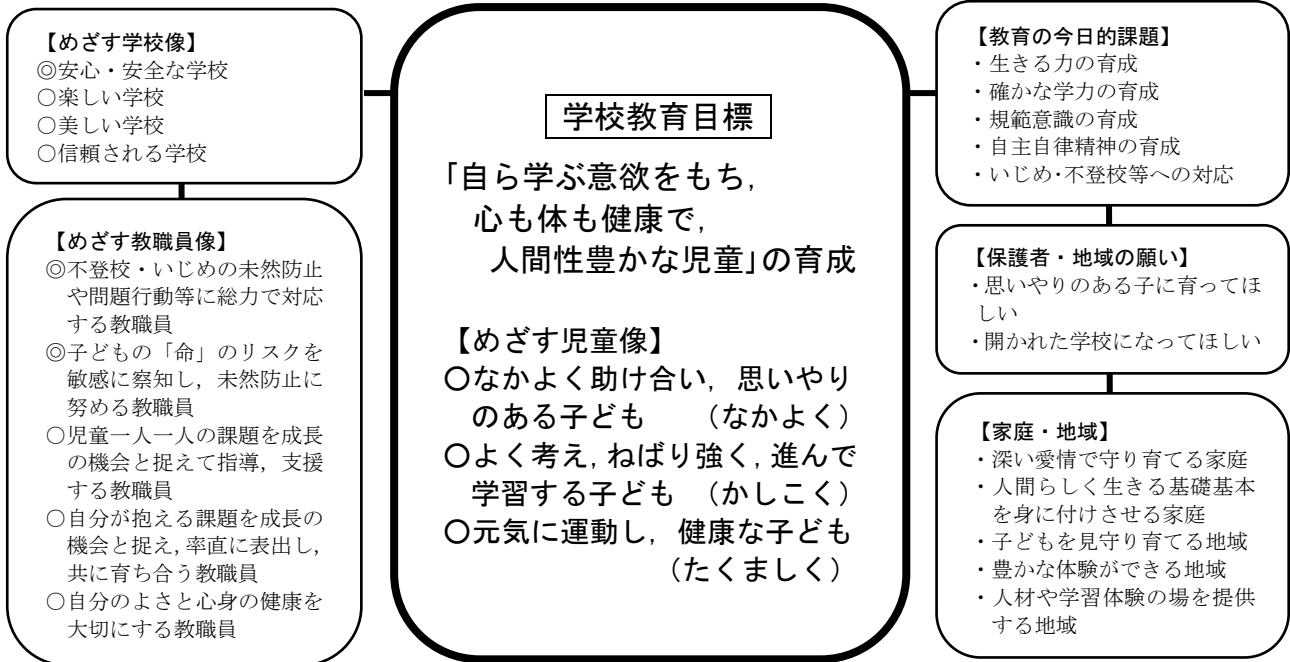 【めざす学校像】
◎安心・安全な学校
○楽しい学校
○美しい学校
○信頼される学校
【めざす教職員像】
◎不登校・いじめの未然防止
や問題行動等に総力で対応
する教職員
◎子どもの「命」のリスクを
敏感に察知し，未然防止に
努める教職員
○児童一人一人の課題を成長
の機会と捉えて指導，支援
する教職員
○自分が抱える課題を成長の
機会と捉え，率直に表出し，
共に育ち合う教職員
○自分のよさと心身の健康を
大切にする教職員
学校教育目標
「自ら学ぶ意欲をもち，
心も体も健康で，
人間性豊かな児童」の育成
【めざす児童像】
○なかよく助け合い，思いやり
のある子ども　（なかよく）
○よく考え，ねばり強く，進んで
学習する子ども　（かしこく）
○元気に運動し，健康な子ども
（たくましく）
【教育の今日的課題】
・生きる力の育成
・確かな学力の育成
・規範意識の育成
・自主自律精神の育成
・いじめ・不登校等への対応
【保護者・地域の願い】
・思いやりのある子に育ってほ
しい
・開かれた学校になってほしい
【家庭・地域】
・深い愛情で守り育てる家庭
・人間らしく生きる基礎基本
を身に付けさせる家庭
・子どもを見守り育てる地域
・豊かな体験ができる地域
・人材や学習体験の場を提供
する地域